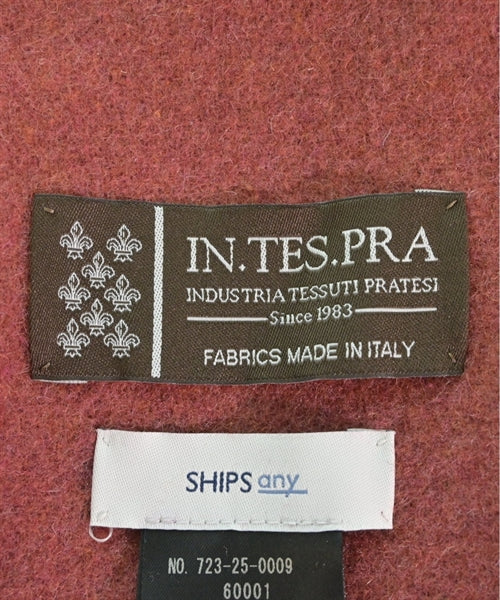 IN.TES.PRA
INDUSTRIA TESSUTI PRATESI
Since 1983
FABRICS MADE IN ITALY
SHIPS any
NO. 723-25-0009
60001